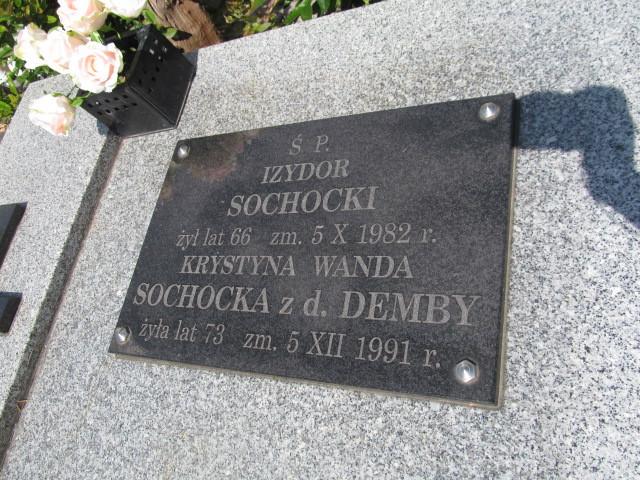 Ś P.
IZYDOR
SOCHOCKI
żył lat 66 zm. 5 X 1982 r.
KRYSTYNA WANDA
SOCHOCKA z d. DEMBY
żyła lat 73 zm. 5 XII 1991 r.